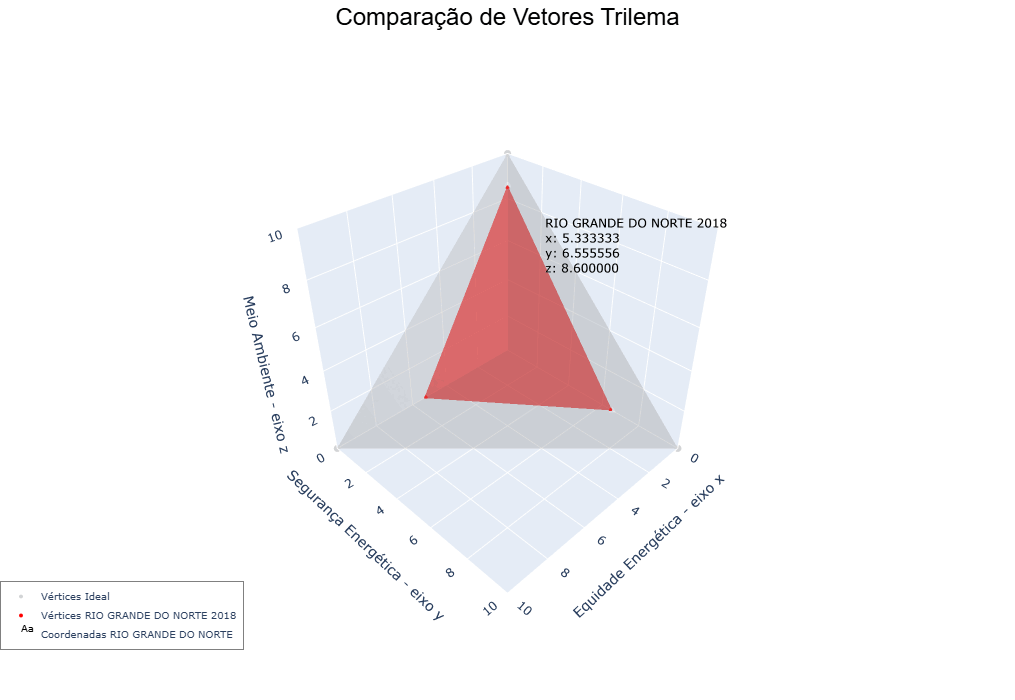 Comparação de Vetores Trilema
RIO GRANDE DO NORTE 2018
x: 5.333333
y: 6.555556
z: 8.600000
10
8
6
4
2
Meio Ambiente - eixo z
0
2
4
6
8
10
Segurança Energética - eixo y
0
2
4
6
8
10
Equidade Energética - eixo x
Vértices Ideal
Vértices RIO GRANDE DO NORTE 2018
Aa
Coordenadas RIO GRANDE DO NORTE